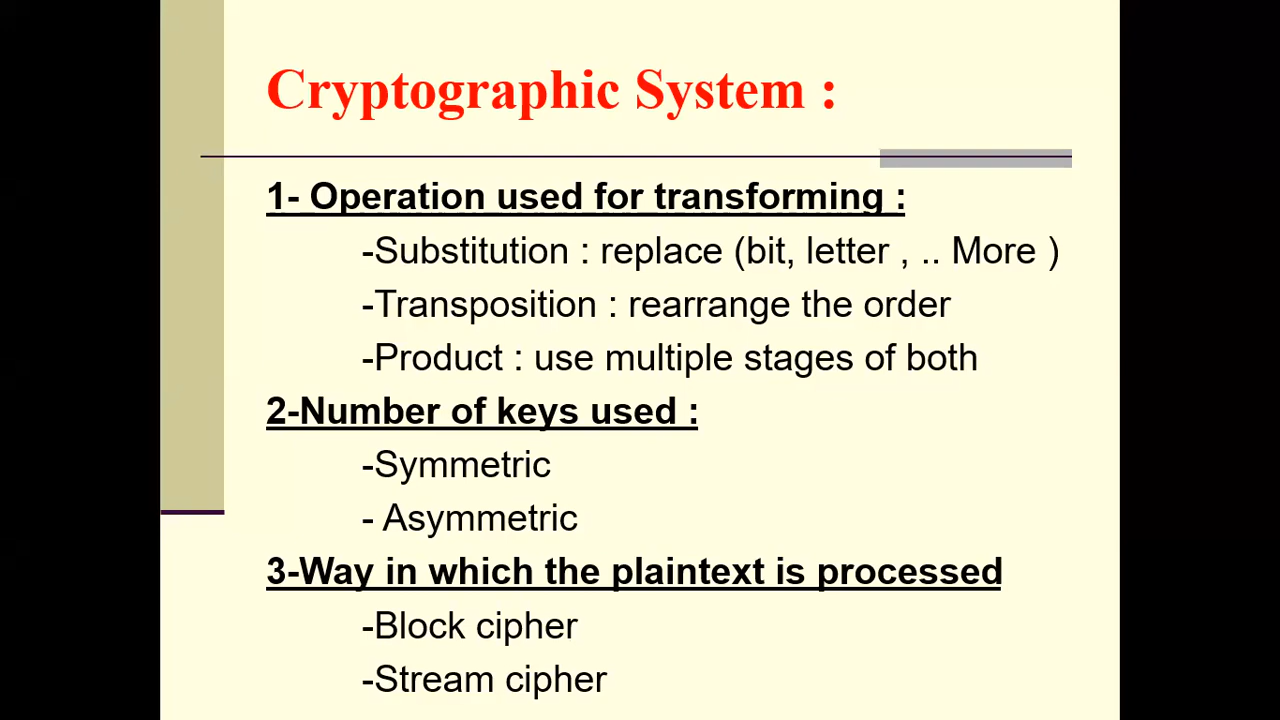 Cryptographic System :
1- Operation used for transforming :
-Substitution : replace (bit, letter , .. More )
-Transposition : rearrange the order
-Product : use multiple stages of both
2-Number of keys used :
-Symmetric
- Asymmetric
3-Way in which the plaintext is processed
-Block cipher
-Stream cipher